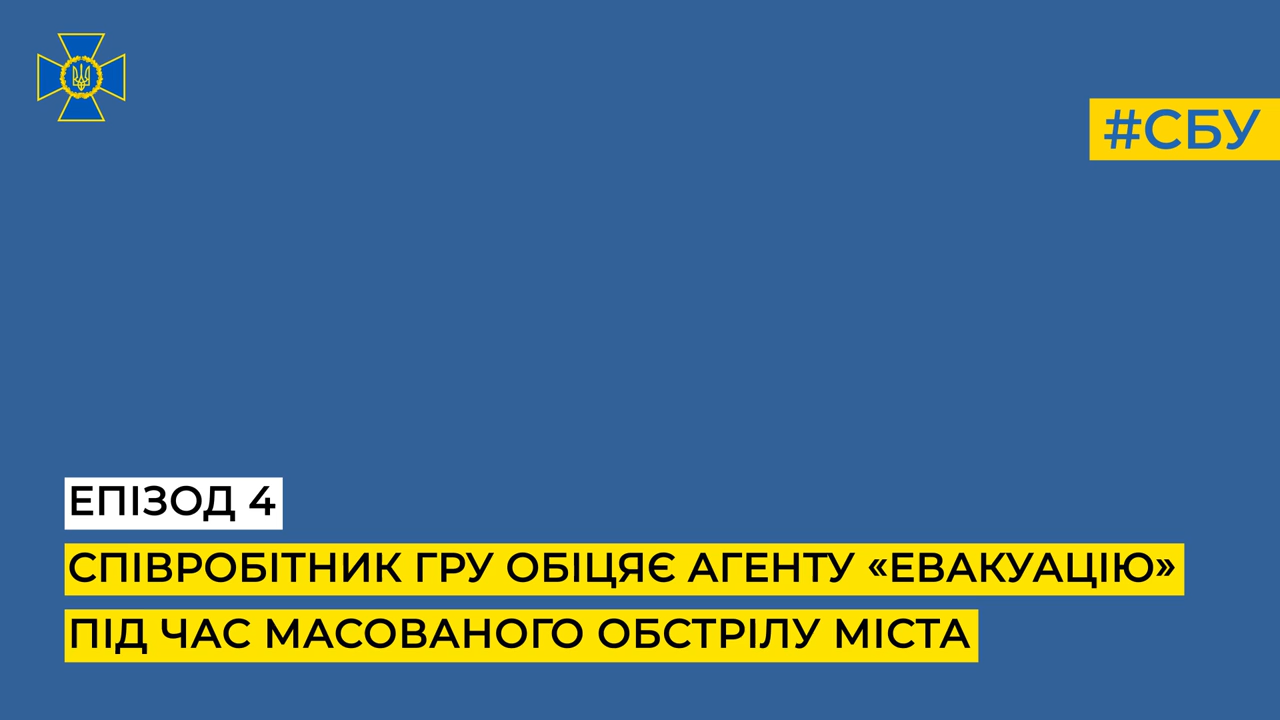 #СБУ
ЕПІЗОД 4
СПІВРОБІТНИК ГРУ ОБІЦЯЄ АГЕНТУ «ЕВАКУАЦІЮ»
ПІД ЧАС МАСОВАНОГО ОБСТРІЛУ МІСТА